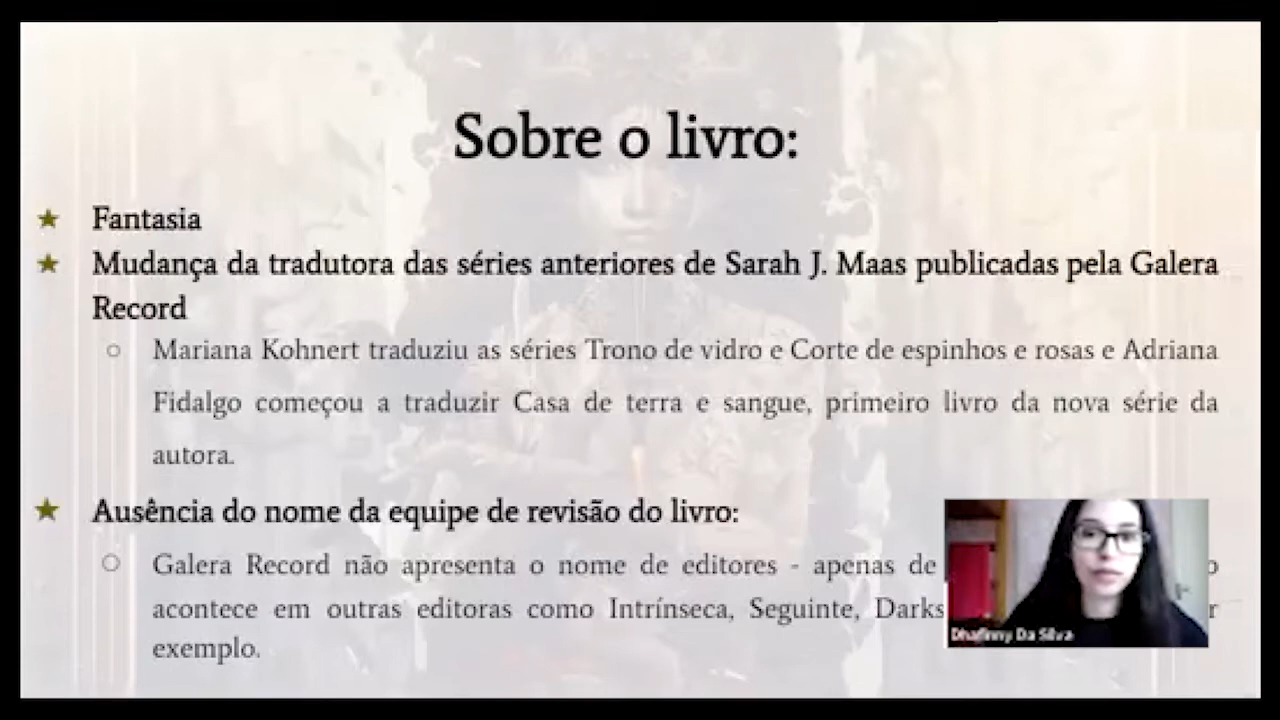 Sobre o livro:
Fantasia
Mudança da tradutora das séries anteriores de Sarah J. Maas publicadas pela Galera
Record
Mariana Kohnert traduziu as séries Trono de vidro e Corte de espinhos e rosas e Adriana
Fidalgo começou a traduzir Casa de terra e sangue, primeiro livro da nova série da
autora.
Ausência do nome da equipe de revisão do livro:
Galera Record não apresenta o nome de editores - apenas de
acontece em outras editoras como Intrínseca, Seguinte, Darks
exemplo.
Da Silva